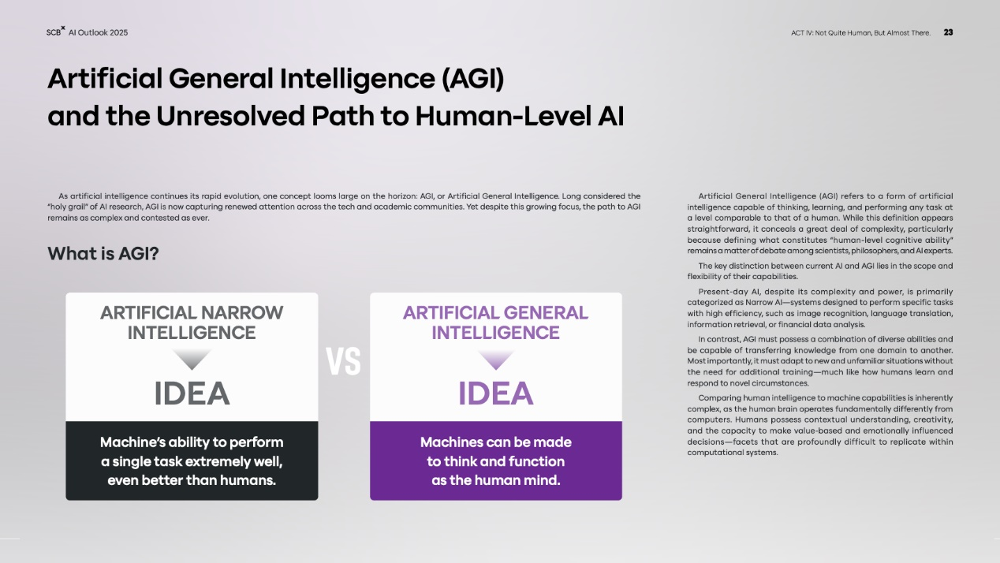 SCBX AI Outlook 2025
ACT IV: Not Quite Human, But Almost There. 23
Artificial General Intelligence (AGI)
and the Unresolved Path to Human-Level AI
As artificial intelligence continues its rapid evolution, one concept looms large on the horizon: AGI, or Artificial General Intelligence. Long considered the
“holy grail” of AI research, AGI is now capturing renewed attention across the tech and academic communities. Yet despite this growing focus, the path to AGI
remains as complex and contested as ever.
What is AGI?
ARTIFICIAL NARROW
INTELLIGENCE
IDEA
Machine’s ability to perform
a single task extremely well,
even better than humans.
VS
ARTIFICIAL GENERAL
INTELLIGENCE
IDEA
Machines can be made
to think and function
as the human mind.
Artificial General Intelligence (AGI) refers to a form of artificial
intelligence capable of thinking, learning, and performing any task at
a level comparable to that of a human. While this definition appears
straightforward, it conceals a great deal of complexity, particularly
because defining what constitutes “human-level cognitive ability”
remains a matter of debate among scientists, philosophers, and AI experts.
The key distinction between current AI and AGI lies in the scope and
flexibility of their capabilities.
Present-day AI, despite its complexity and power, is primarily
categorized as Narrow AI—systems designed to perform specific tasks
with high efficiency, such as image recognition, language translation,
information retrieval, or financial data analysis.
In contrast, AGI must possess a combination of diverse abilities and
be capable of transferring knowledge from one domain to another.
Most importantly, it must adapt to new and unfamiliar situations without
the need for additional training—much like how humans learn and
respond to novel circumstances.
Comparing human intelligence to machine capabilities is inherently
complex, as the human brain operates fundamentally differently from
computers. Humans possess contextual understanding, creativity,
and the capacity to make value-based and emotionally influenced
decisions—facets that are profoundly difficult to replicate within
computational systems.